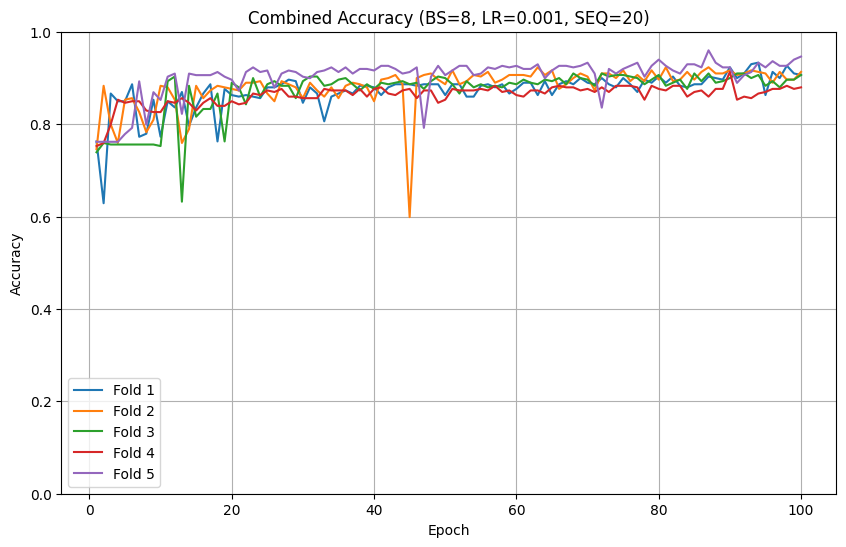 Combined Accuracy (BS=8, LR=0.001, SEQ=20)
Accuracy
1.0
0.8
0.6
0.4
0.2
0.0
Fold 1
Fold 2
Fold 3
Fold 4
Fold 5
0 20 40 60 80 100
Epoch